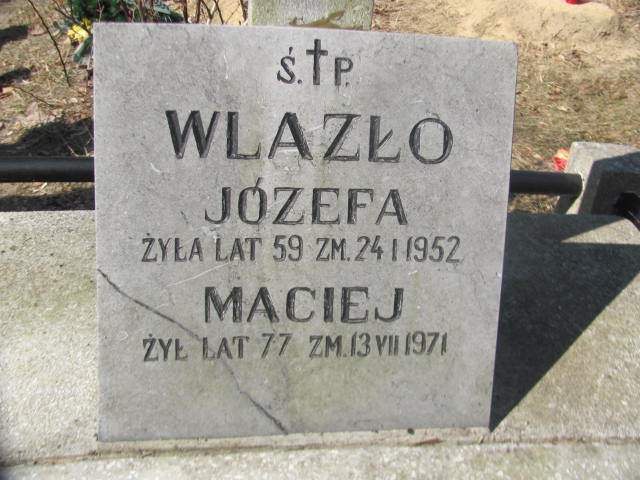 Ś.†P.
WLAZŁO
JÓZEFA
ŻYŁA LAT 59 ZM. 24 I 1952
MACIEJ
ŻYŁ LAT 77 ZM. 13 VII 1971